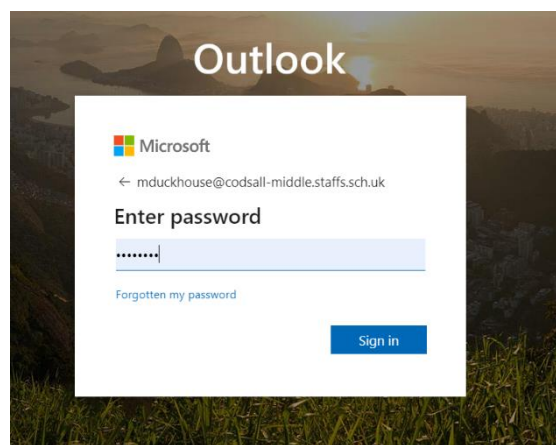 Outlook
Microsoft
← mduckhouse@codsall-middle.staffs.sch.uk
Enter password
••••••••
Forgotten my password
Sign in